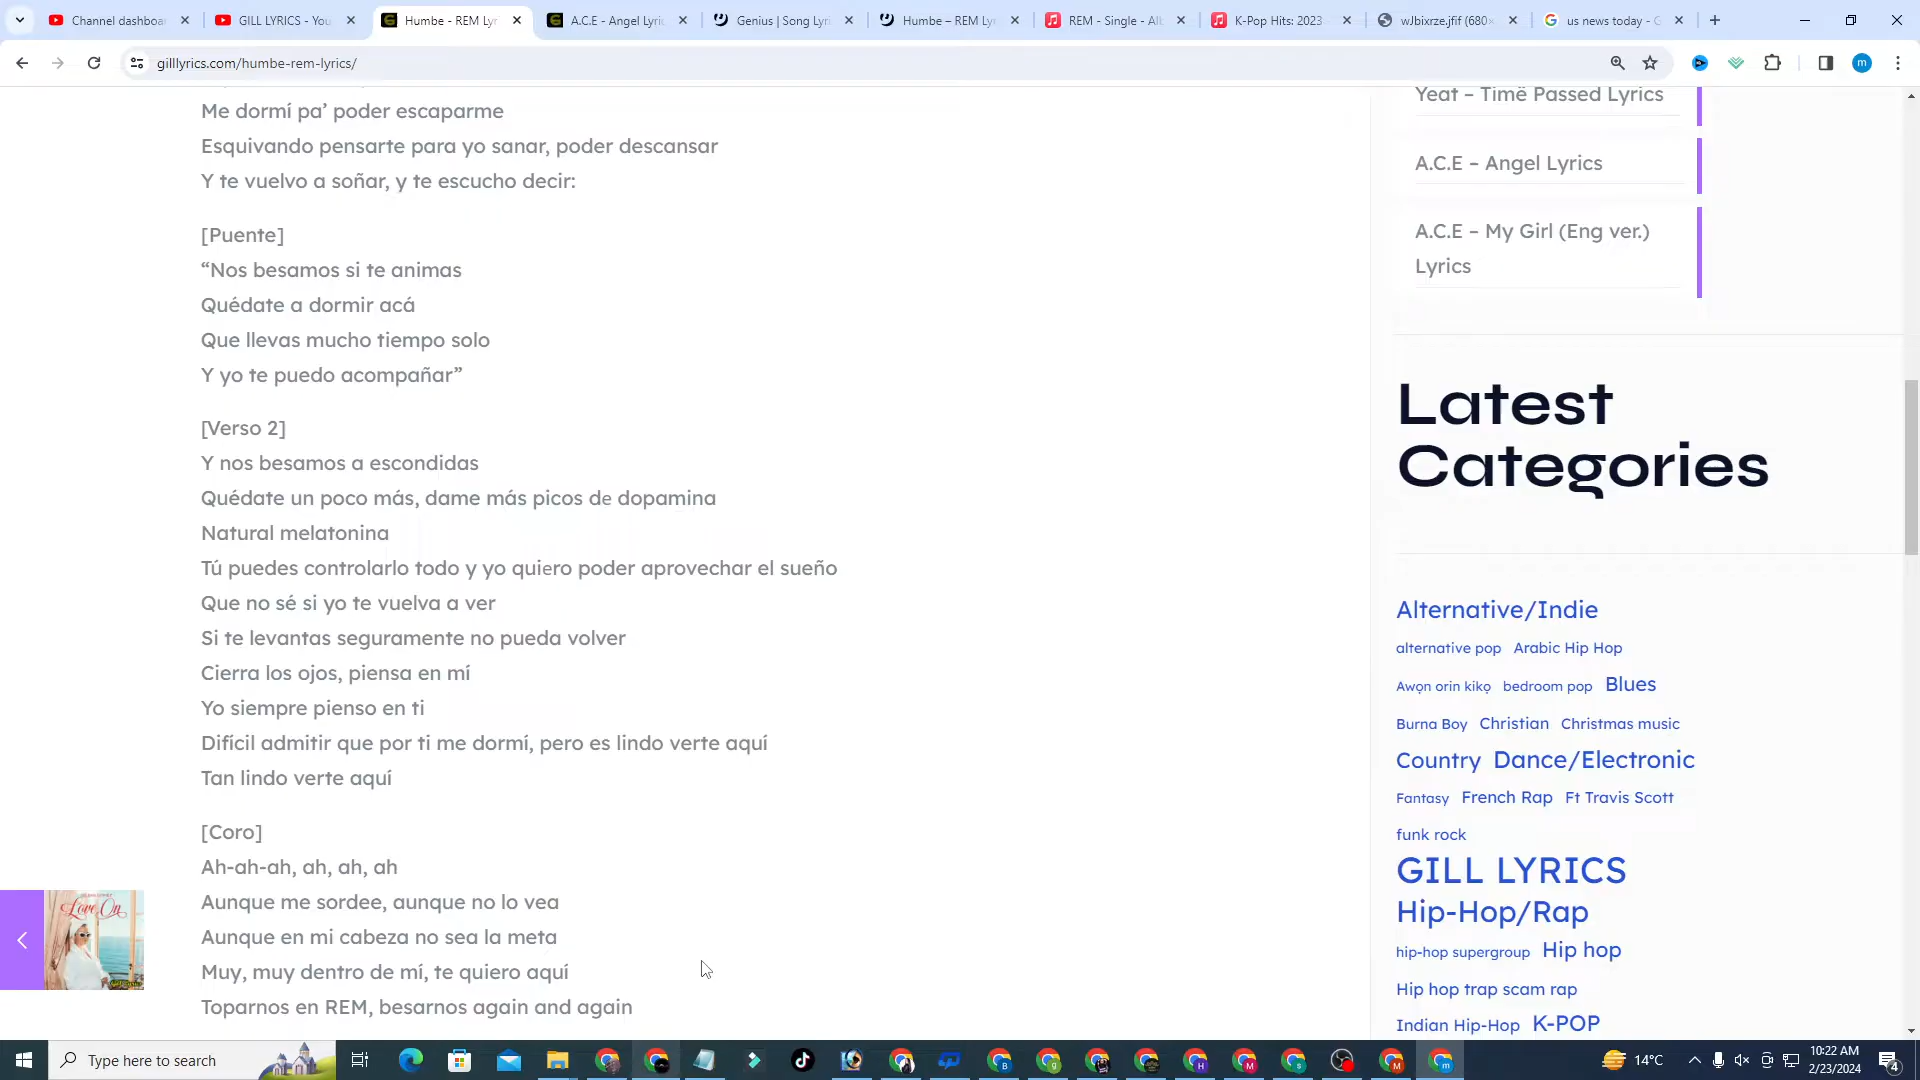 Channel dashboa
GILL LYRICS - You
Humbe - REM Lyr
A.C.E - Angel Lyric
Genius | Song Lyri
Humbe – REM Lyr
REM - Single - Alb
K-Pop Hits: 2023
wJbixrze.jfif (680×
us news today - G
gilllyrics.com/humbe-rem-lyrics/
Me dormí pa’ poder escaparme
Esquivando pensarte para yo sanar, poder descansar
Y te vuelvo a soñar, y te escucho decir:
[Puente]
“Nos besamos si te animas
Quédate a dormir acá
Que llevas mucho tiempo solo
Y yo te puedo acompañar”
[Verso 2]
Y nos besamos a escondidas
Quédate un poco más, dame más picos de dopamina
Natural melatonina
Tú puedes controlarlo todo y yo quiero poder aprovechar el sueño
Que no sé si yo te vuelva a ver
Si te levantas seguramente no pueda volver
Cierra los ojos, piensa en mí
Yo siempre pienso en ti
Difícil admitir que por ti me dormí, pero es lindo verte aquí
Tan lindo verte aquí
[Coro]
Ah-ah-ah, ah, ah, ah
Aunque me sordee, aunque no lo vea
Aunque en mi cabeza no sea la meta
Muy, muy dentro de mí, te quiero aquí
Toparnos en REM, besarnos again and again
Yeat – Timë Passed Lyrics
A.C.E – Angel Lyrics
A.C.E – My Girl (Eng ver.)
Lyrics
Latest
Categories
Alternative/Indie
alternative pop Arabic Hip Hop
Awọn orin kikọ bedroom pop Blues
Burna Boy Christian Christmas music
Country Dance/Electronic
Fantasy French Rap Ft Travis Scott
funk rock
GILL LYRICS
Hip-Hop/Rap
hip-hop supergroup Hip hop
Hip hop trap scam rap
Indian Hip-Hop K-POP
Love On
Type here to search
14°C
10:22 AM
2/23/2024
4